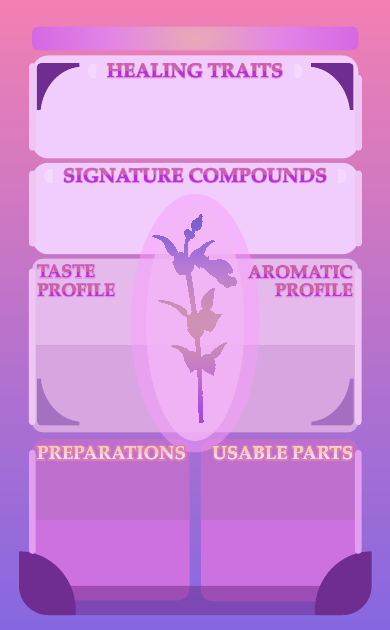 HEALING TRAITS
SIGNATURE COMPOUNDS
TASTE
PROFILE
AROMATIC
PROFILE
PREPARATIONS
USABLE PARTS